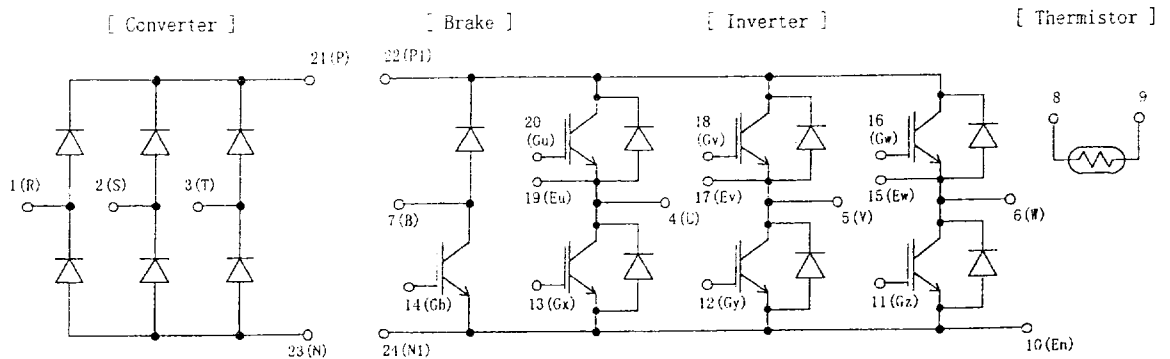 [ Converter ]
[ Brake ]
[ Inverter ]
[ Thermistor ]
21(P)
22(P1)
20
(Gu)
18
(Gv)
16
(Gw)
8
9
1(R)
2(S)
3(T)
7(B)
19(Eu)
4(U)
17(Ev)
5(V)
15(Ew)
6(W)
14(Gb)
13(Gx)
12(Gy)
11(Gz)
23(N)
24(N1)
10(En)